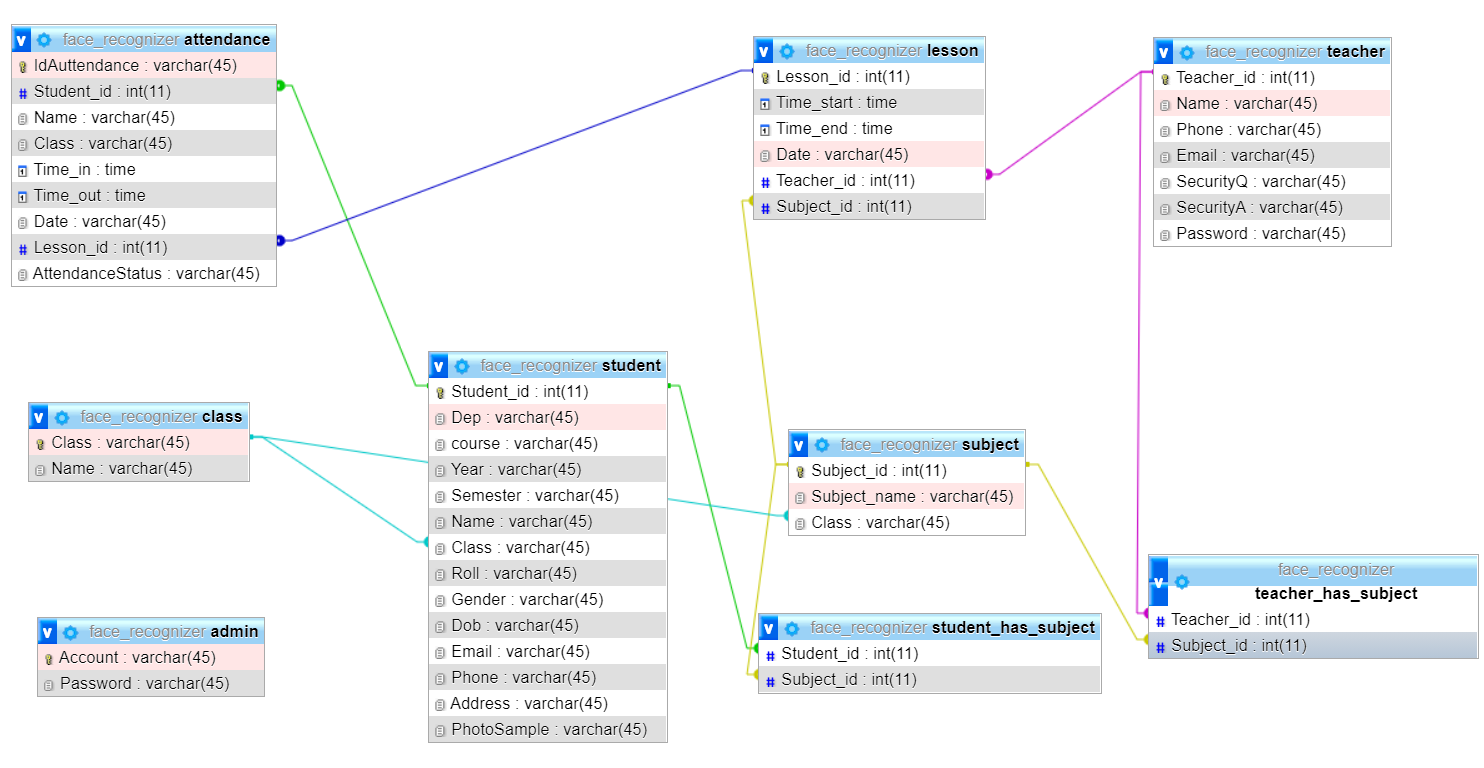 v face_recognizer attendance
IdAuttendance : varchar(45)
# Student_id : int(11)
Name : varchar(45)
Class : varchar(45)
Time_in : time
Time_out : time
Date : varchar(45)
# Lesson_id : int(11)
AttendanceStatus : varchar(45)
v face_recognizer lesson
Lesson_id : int(11)
Time_start : time
Time_end : time
Date : varchar(45)
# Teacher_id : int(11)
# Subject_id : int(11)
v face_recognizer teacher
Teacher_id : int(11)
Name : varchar(45)
Phone : varchar(45)
Email : varchar(45)
SecurityQ : varchar(45)
SecurityA : varchar(45)
Password : varchar(45)
v face_recognizer class
Class : varchar(45)
Name : varchar(45)
v face_recognizer student
Student_id : int(11)
Dep : varchar(45)
course : varchar(45)
Year : varchar(45)
Semester : varchar(45)
Name : varchar(45)
Class : varchar(45)
Roll : varchar(45)
Gender : varchar(45)
Dob : varchar(45)
Email : varchar(45)
Phone : varchar(45)
Address : varchar(45)
PhotoSample : varchar(45)
v face_recognizer subject
Subject_id : int(11)
Subject_name : varchar(45)
Class : varchar(45)
v face_recognizer admin
Account : varchar(45)
Password : varchar(45)
v face_recognizer student_has_subject
# Student_id : int(11)
# Subject_id : int(11)
v face_recognizer
teacher_has_subject
# Teacher_id : int(11)
# Subject_id : int(11)